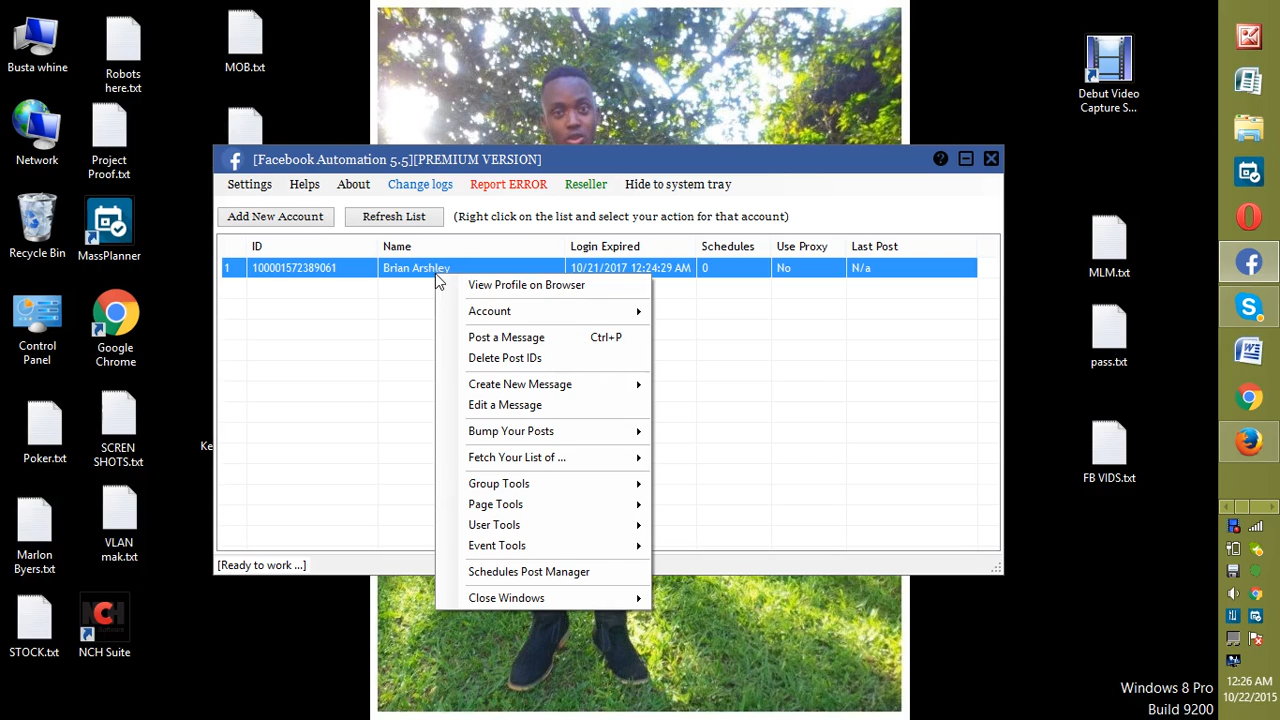 Busta whine
Robots
here.txt
MOB.txt
Debut Video
Capture S...
[Facebook Automation 5.5][PREMIUM VERSION]
Settings Helps About Change logs Report ERROR Reseller Hide to system tray
Add New Account Refresh List (Right click on the list and select your action for that account)
ID Name Login Expired Schedules Use Proxy Last Post
1 100001572389061 Brian Arshley 10/21/2017 12:24:29 AM 0 No N/a
View Profile on Browser
Account
Post a Message Ctrl+P
Delete Post IDs
Create New Message
Edit a Message
Bump Your Posts
Fetch Your List of ...
Group Tools
Page Tools
User Tools
Event Tools
Schedules Post Manager
Close Windows
[Ready to work ...]
Network
Project
Proof.txt
Recycle Bin
MassPlanner
Control
Panel
Google
Chrome
Poker.txt
SCREN
SHOTS.txt
Ke
Marlon
Byers.txt
VLAN
mak.txt
STOCK.txt
NCH
NCH Suite
MLM.txt
pass.txt
FB VIDS.txt
Windows 8 Pro
Build 9200
12:26 AM
10/22/2015